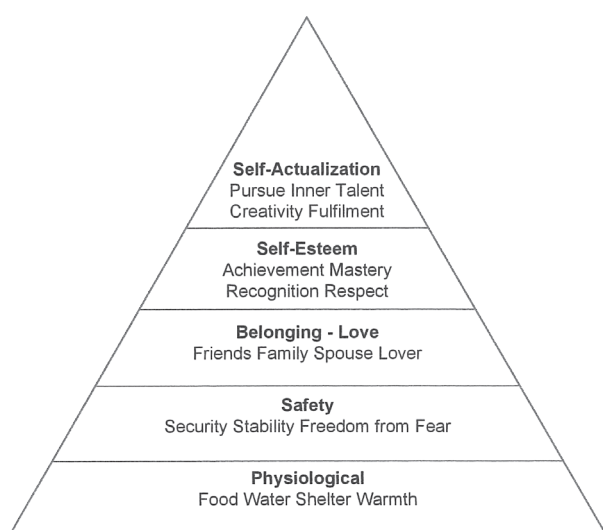 Self-Actualization
Pursue Inner Talent
Creativity Fulfilment
Self-Esteem
Achievement Mastery
Recognition Respect
Belonging - Love
Friends Family Spouse Lover
Safety
Security Stability Freedom from Fear
Physiological
Food Water Shelter Warmth